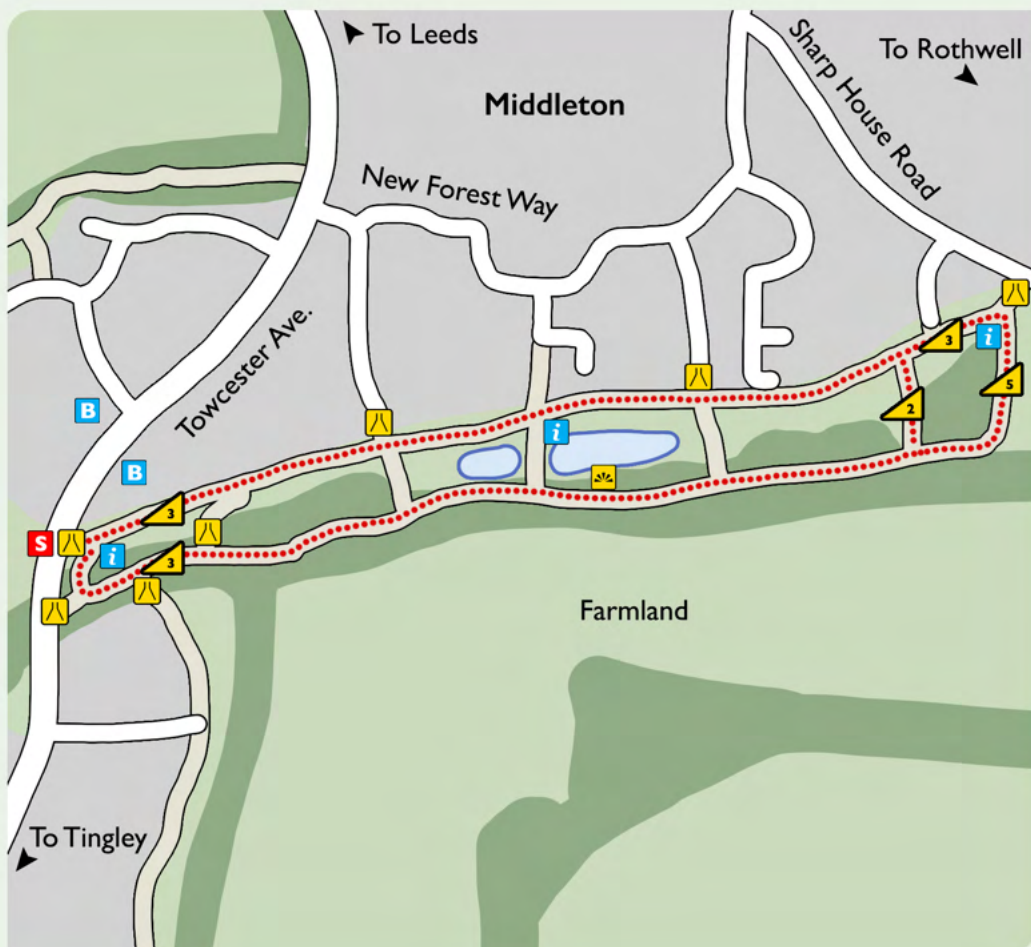 To Leeds
To Rothwell
Sharp House Road
Middleton
New Forest Way
Towcester Ave.
3
i
5
2
B
i
B
3
S
i
3
Farmland
To Tingley